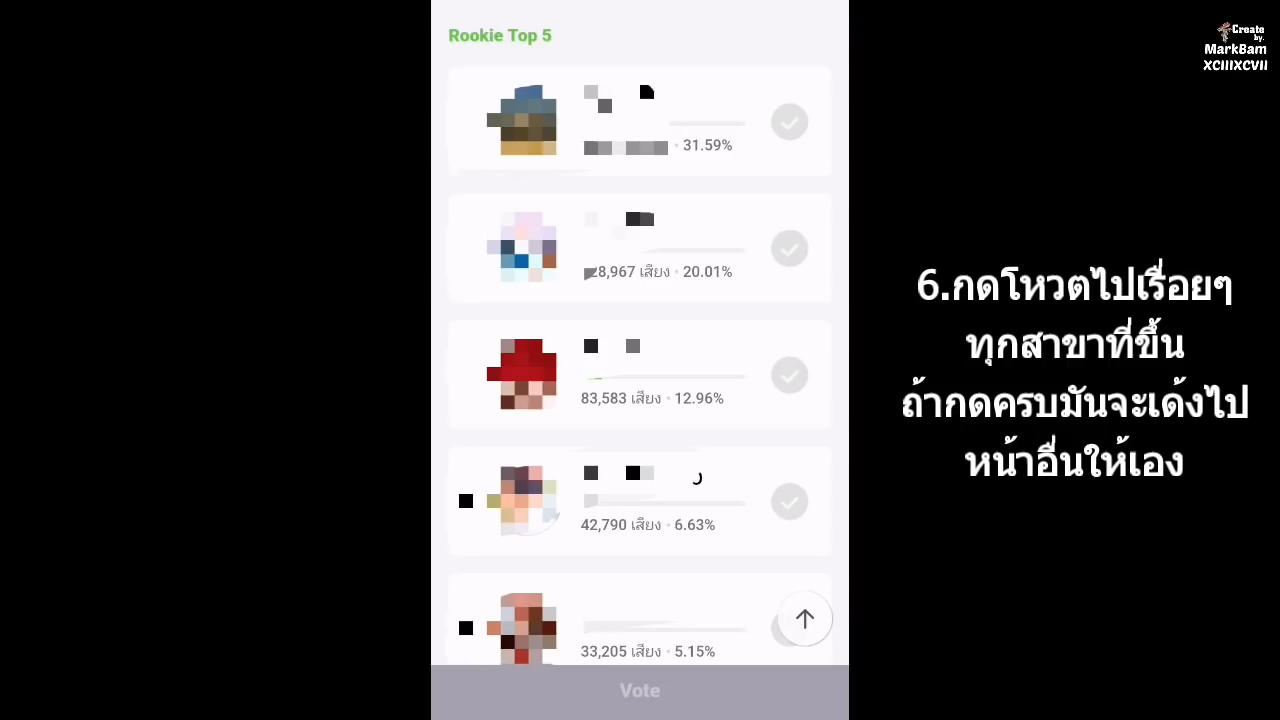 Rookie Top 5
31.59%
28,967 เสียง • 20.01%
83,583 เสียง • 12.96%
42,790 เสียง • 6.63%
33,205 เสียง • 5.15%
Vote
6.กดโหวตไปเรื่อยๆ
ทุกสาขาที่ขึ้น
ถ้ากดครบมันจะเด้งไป
หน้าอื่นให้เอง
Create
by.
MarkBam
XCIIIXCVII